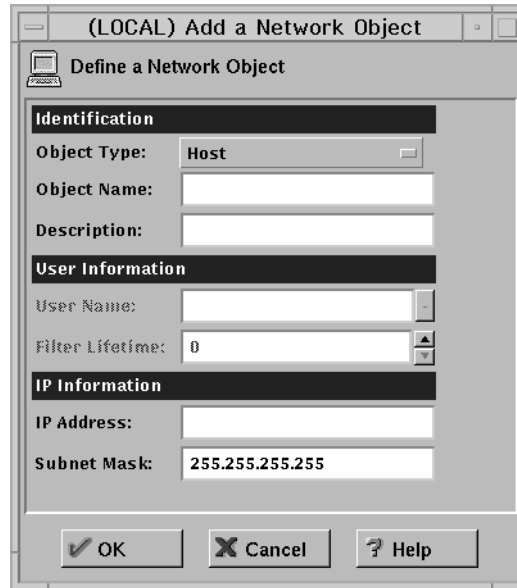 (LOCAL) Add a Network Object
Define a Network Object
Identification
Object Type: Host
Object Name:
Description:
User Information
User Name:
Filter Lifetime: 0
IP Information
IP Address:
Subnet Mask: 255.255.255.255
OK Cancel Help